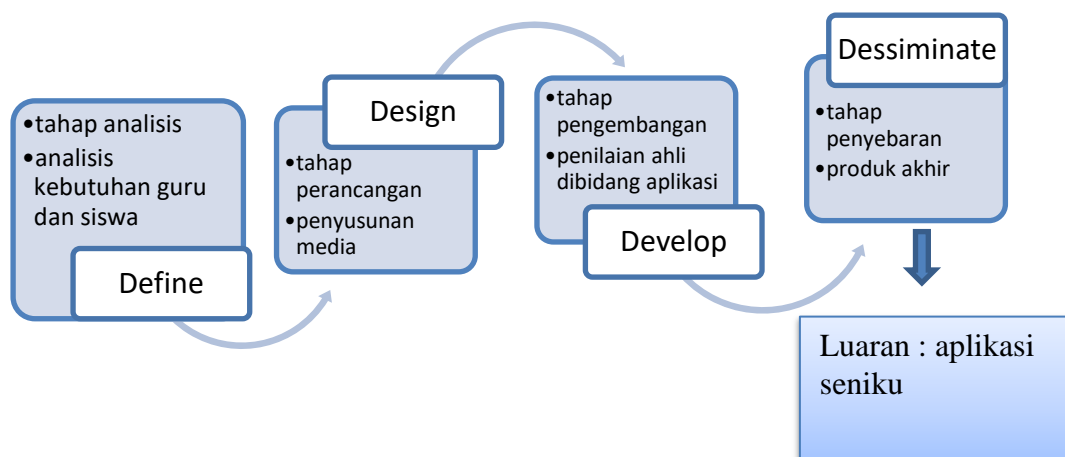 •tahap analisis
•analisis
kebutuhan guru
dan siswa
Define
Design
•tahap
perancangan
•penyusunan
media
•tahap
pengembangan
•penilaian ahli
dibidang aplikasi
Develop
Dessiminate
•tahap
penyebaran
•produk akhir
Luaran : aplikasi
seniku